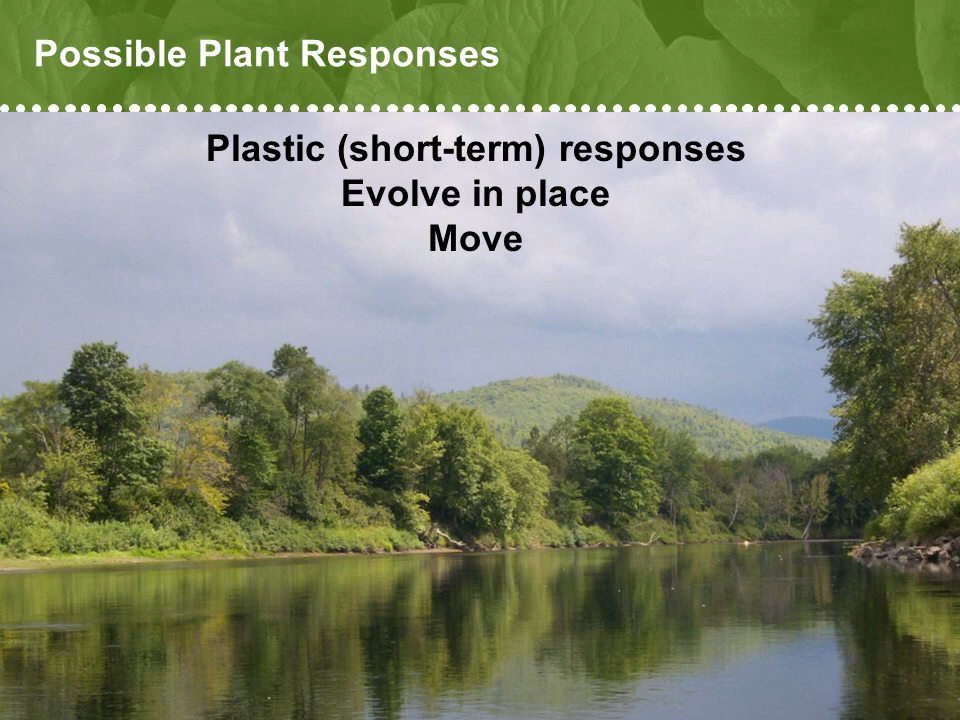 Possible Plant Responses
Plastic (short-term) responses
Evolve in place
Move